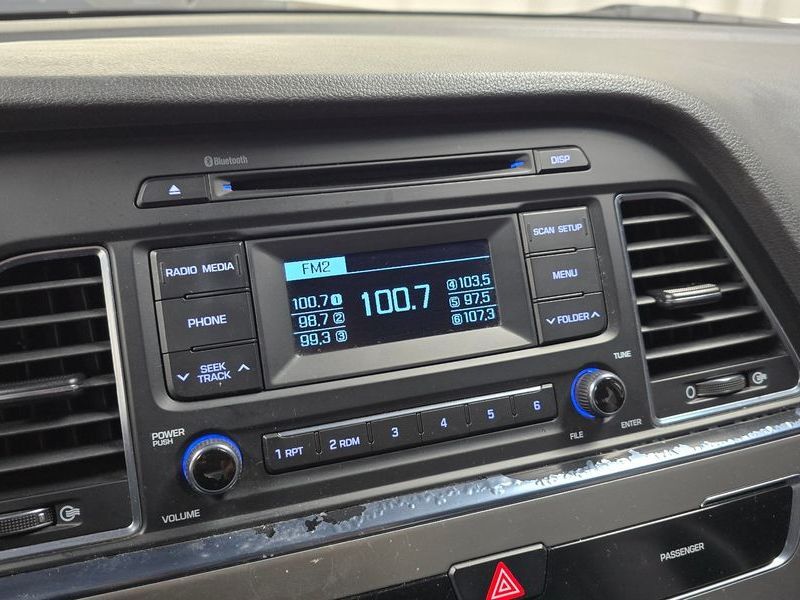 Bluetooth
DISP
RADIO MEDIA
PHONE
SEEK
TRACK
FM2
100.7 1
98.7 2
99.3 3
100.7
4 103.5
5 97.5
6 107.3
SCAN SETUP
MENU
FOLDER
POWER
PUSH
VOLUME
1 RPT
2 RDM
3
4
5
6
TUNE
FILE
ENTER
0
PASSENGER